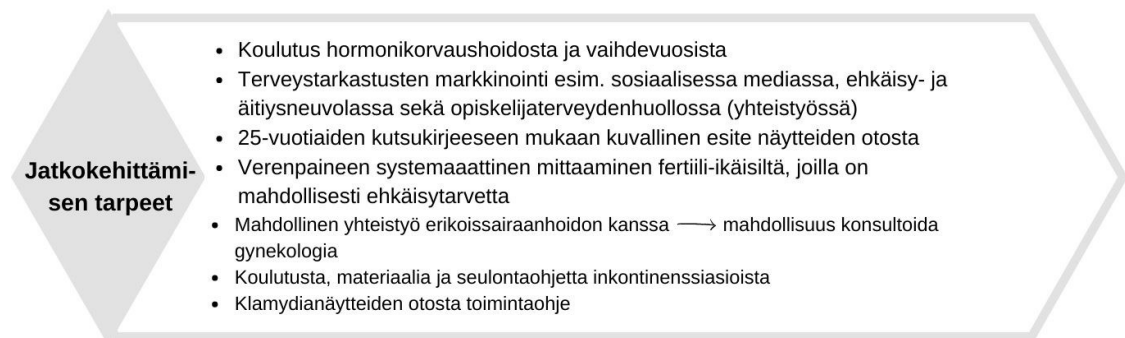 Jatkokehittämi-
sen tarpeet
• Koulutus hormonikorvaushoidosta ja vaihdevuosista
• Terveystarkastusten markkinointi esim. sosiaalisessa mediassa, ehkäisy- ja
äitiysneuvolassa sekä opiskelijaterveydenhuollossa (yhteistyössä)
• 25-vuotiaiden kutsukirjeeseen mukaan kuvallinen esite näytteiden otosta
• Verenpaineen systemaaattinen mittaaminen fertiili-ikäisiltä, joilla on
mahdollisesti ehkäisytarvetta
• Mahdollinen yhteistyö erikoissairaanhoidon kanssa → mahdollisuus konsultoida
gynekologia
• Koulutusta, materiaalia ja seulontaohjetta inkontinenssiasioista
• Klamydianäytteiden otosta toimintaohje